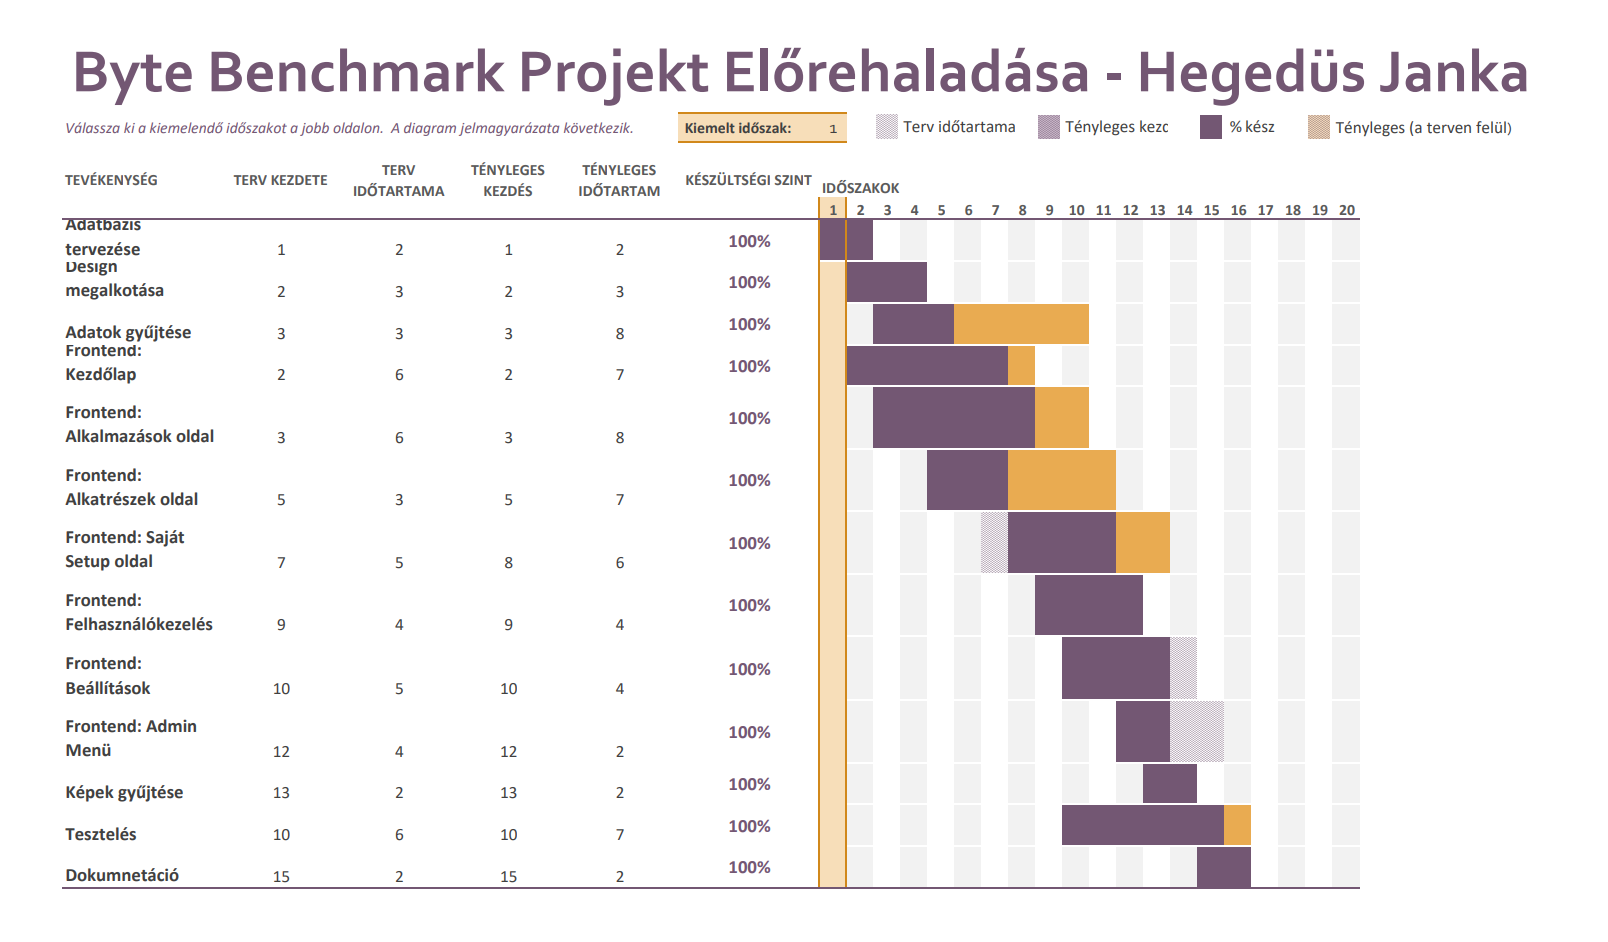 Byte Benchmark Projekt Előrehaladása - Hegedüs Janka
Válassza ki a kiemelendő időszakot a jobb oldalon. A diagram jelmagyarázata következik.
Kiemelt időszak: 1
Terv időtartama
Tényleges kezd
% kész
Tényleges (a terven felül)
TEVÉKENYSÉG
TERV KEZDETE
TERV
IDŐTARTAMA
TÉNYLEGES
KEZDÉS
TÉNYLEGES
IDŐTARTAM
KÉSZÜLTSÉGI SZINT
IDŐSZAKOK
1 2 3 4 5 6 7 8 9 10 11 12 13 14 15 16 17 18 19 20
Adatbázis
tervezése 1 2 1 2 100%
Design
megalkotása 2 3 2 3 100%
Adatok gyűjtése 3 3 3 8 100%
Frontend:
Kezdőlap 2 6 2 7 100%
Frontend:
Alkalmazások oldal 3 6 3 8 100%
Frontend:
Alkatrészek oldal 5 3 5 7 100%
Frontend: Saját
Setup oldal 7 5 8 6 100%
Frontend:
Felhasználókezelés 9 4 9 4 100%
Frontend:
Beállítások 10 5 10 4 100%
Frontend: Admin
Menü 12 4 12 2 100%
Képek gyűjtése 13 2 13 2 100%
Tesztelés 10 6 10 7 100%
Dokumnetáció 15 2 15 2 100%